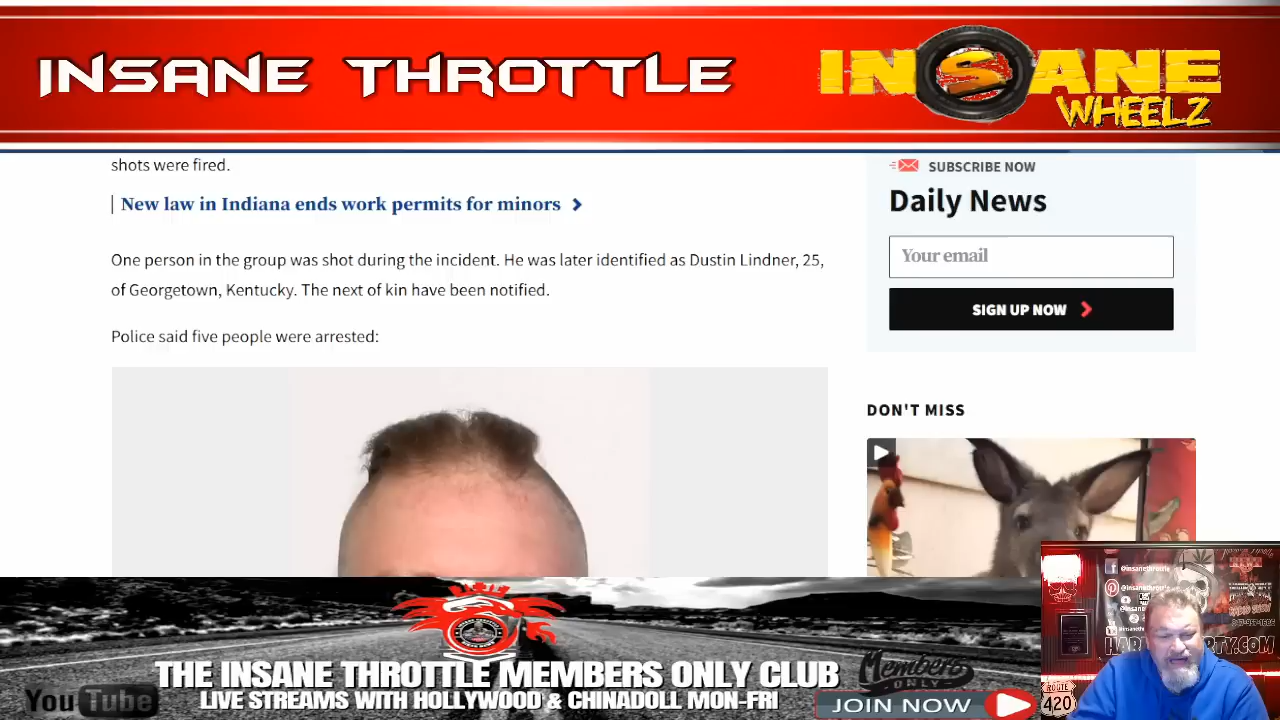 INSANE THROTTLE
INSANE
WHEELZ
shots were fired.
New law in Indiana ends work permits for minors
One person in the group was shot during the incident. He was later identified as Dustin Lindner, 25,
of Georgetown, Kentucky. The next of kin have been notified.
Police said five people were arrested:
SUBSCRIBE NOW
Daily News
Your email
SIGN UP NOW
DON'T MISS
@insanethrottle
@insanethrottle
ROUTE
420
THE INSANE THROTTLE MEMBERS ONLY CLUB
LIVE STREAMS WITH HOLLYWOOD & CHINADOLL MON-FRI
YouTube
Members
ONLY
JOIN NOW